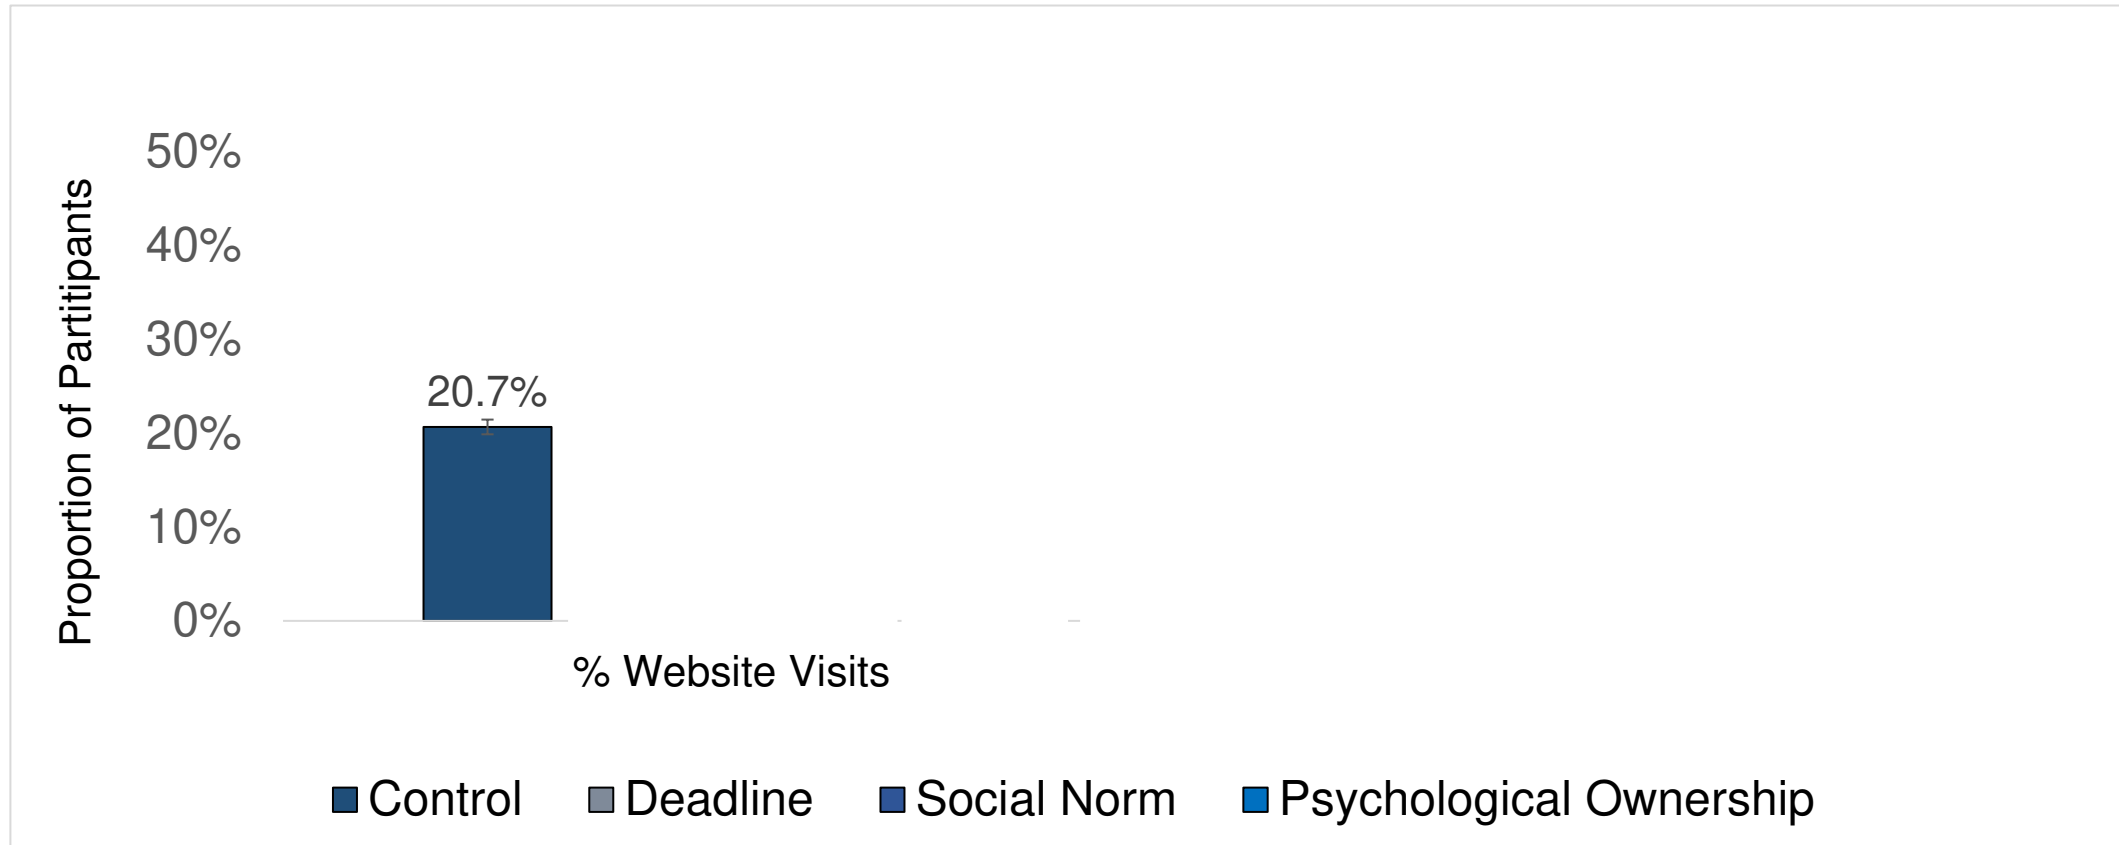 Proportion of Partitipants
50%
40%
30%
20%
10%
0%
20.7%
% Website Visits
Control
Deadline
Social Norm
Psychological Ownership